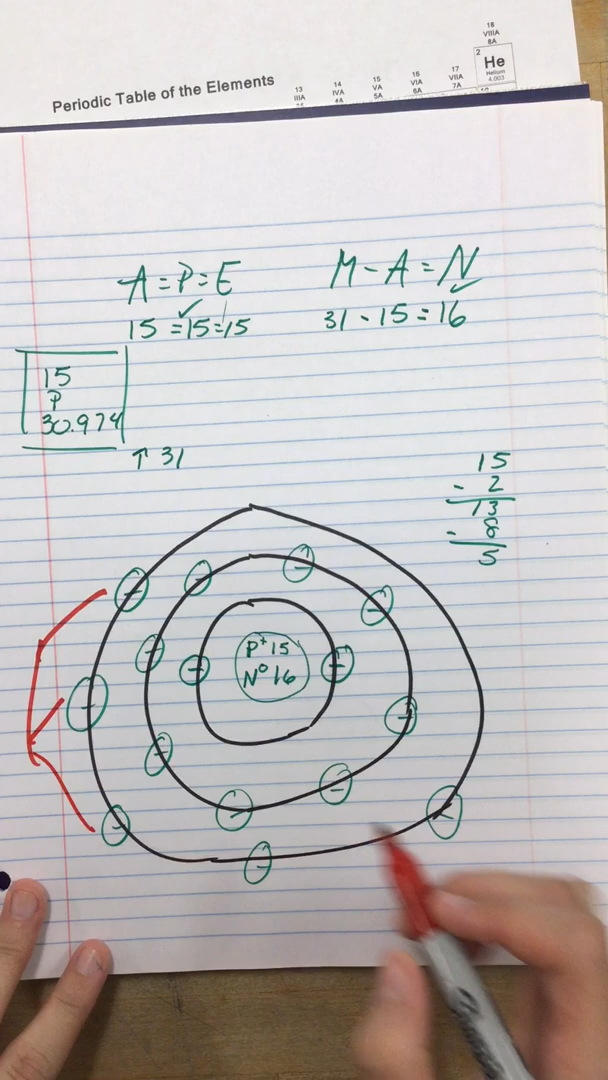 18
VIIIA
8A
2
He
Helium
4.003
Periodic Table of the Elements
13
IIIA
14
IVA
4A
15
VA
5A
16
VIA
6A
17
VIIA
7A
A = P = E
M - A = N
15 = 15 = 15
31 - 15 = 16
15
P
30.974
↑ 31
15
- 2
13
- 8
5
P⁺ 15
N⁰ 16